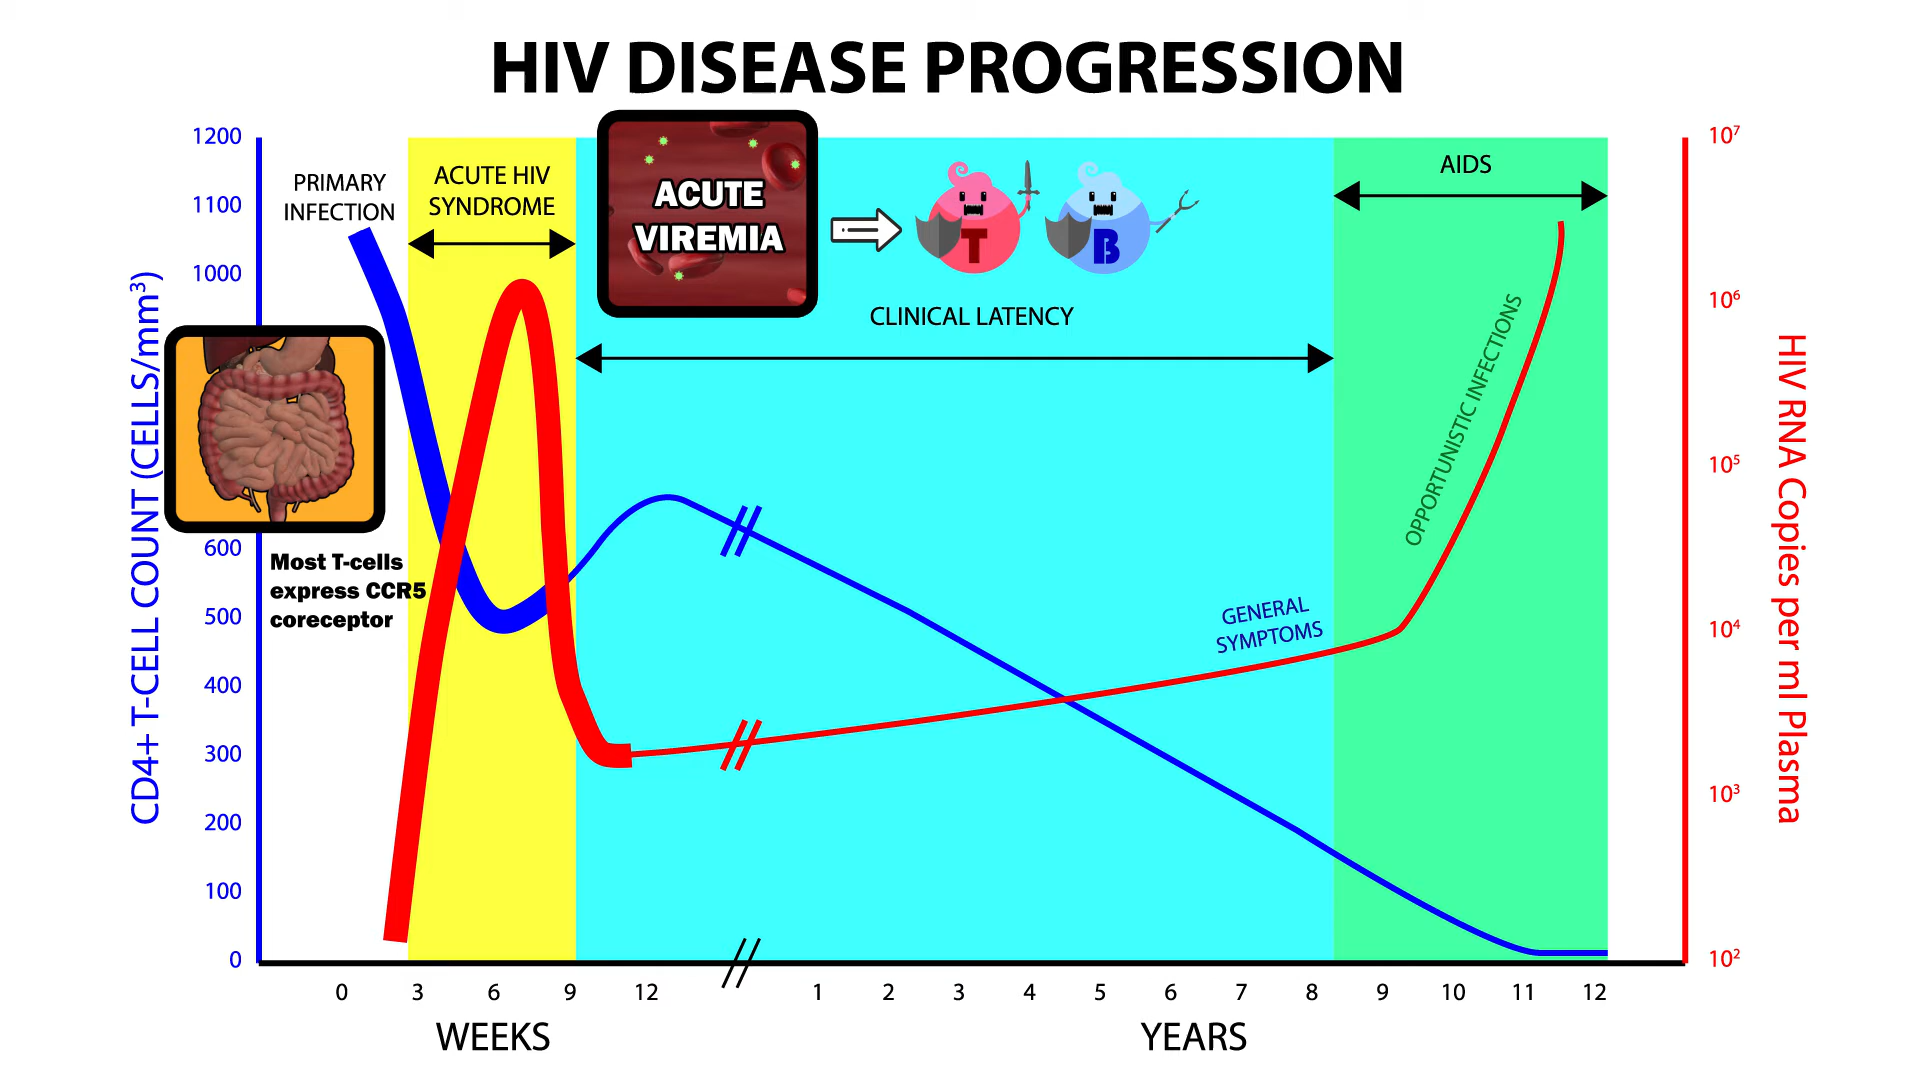 HIV DISEASE PROGRESSION
1200
1100
1000
600
500
400
300
200
100
0
CD4+ T-CELL COUNT (CELLS/mm³)
PRIMARY
INFECTION
ACUTE HIV
SYNDROME
ACUTE
VIREMIA
T
B
CLINICAL LATENCY
AIDS
Most T-cells
express CCR5
coreceptor
GENERAL
SYMPTOMS
OPPORTUNISTIC INFECTIONS
10⁷
10⁶
10⁵
10⁴
10³
10²
HIV RNA Copies per ml Plasma
0 3 6 9 12 1 2 3 4 5 6 7 8 9 10 11 12
WEEKS YEARS